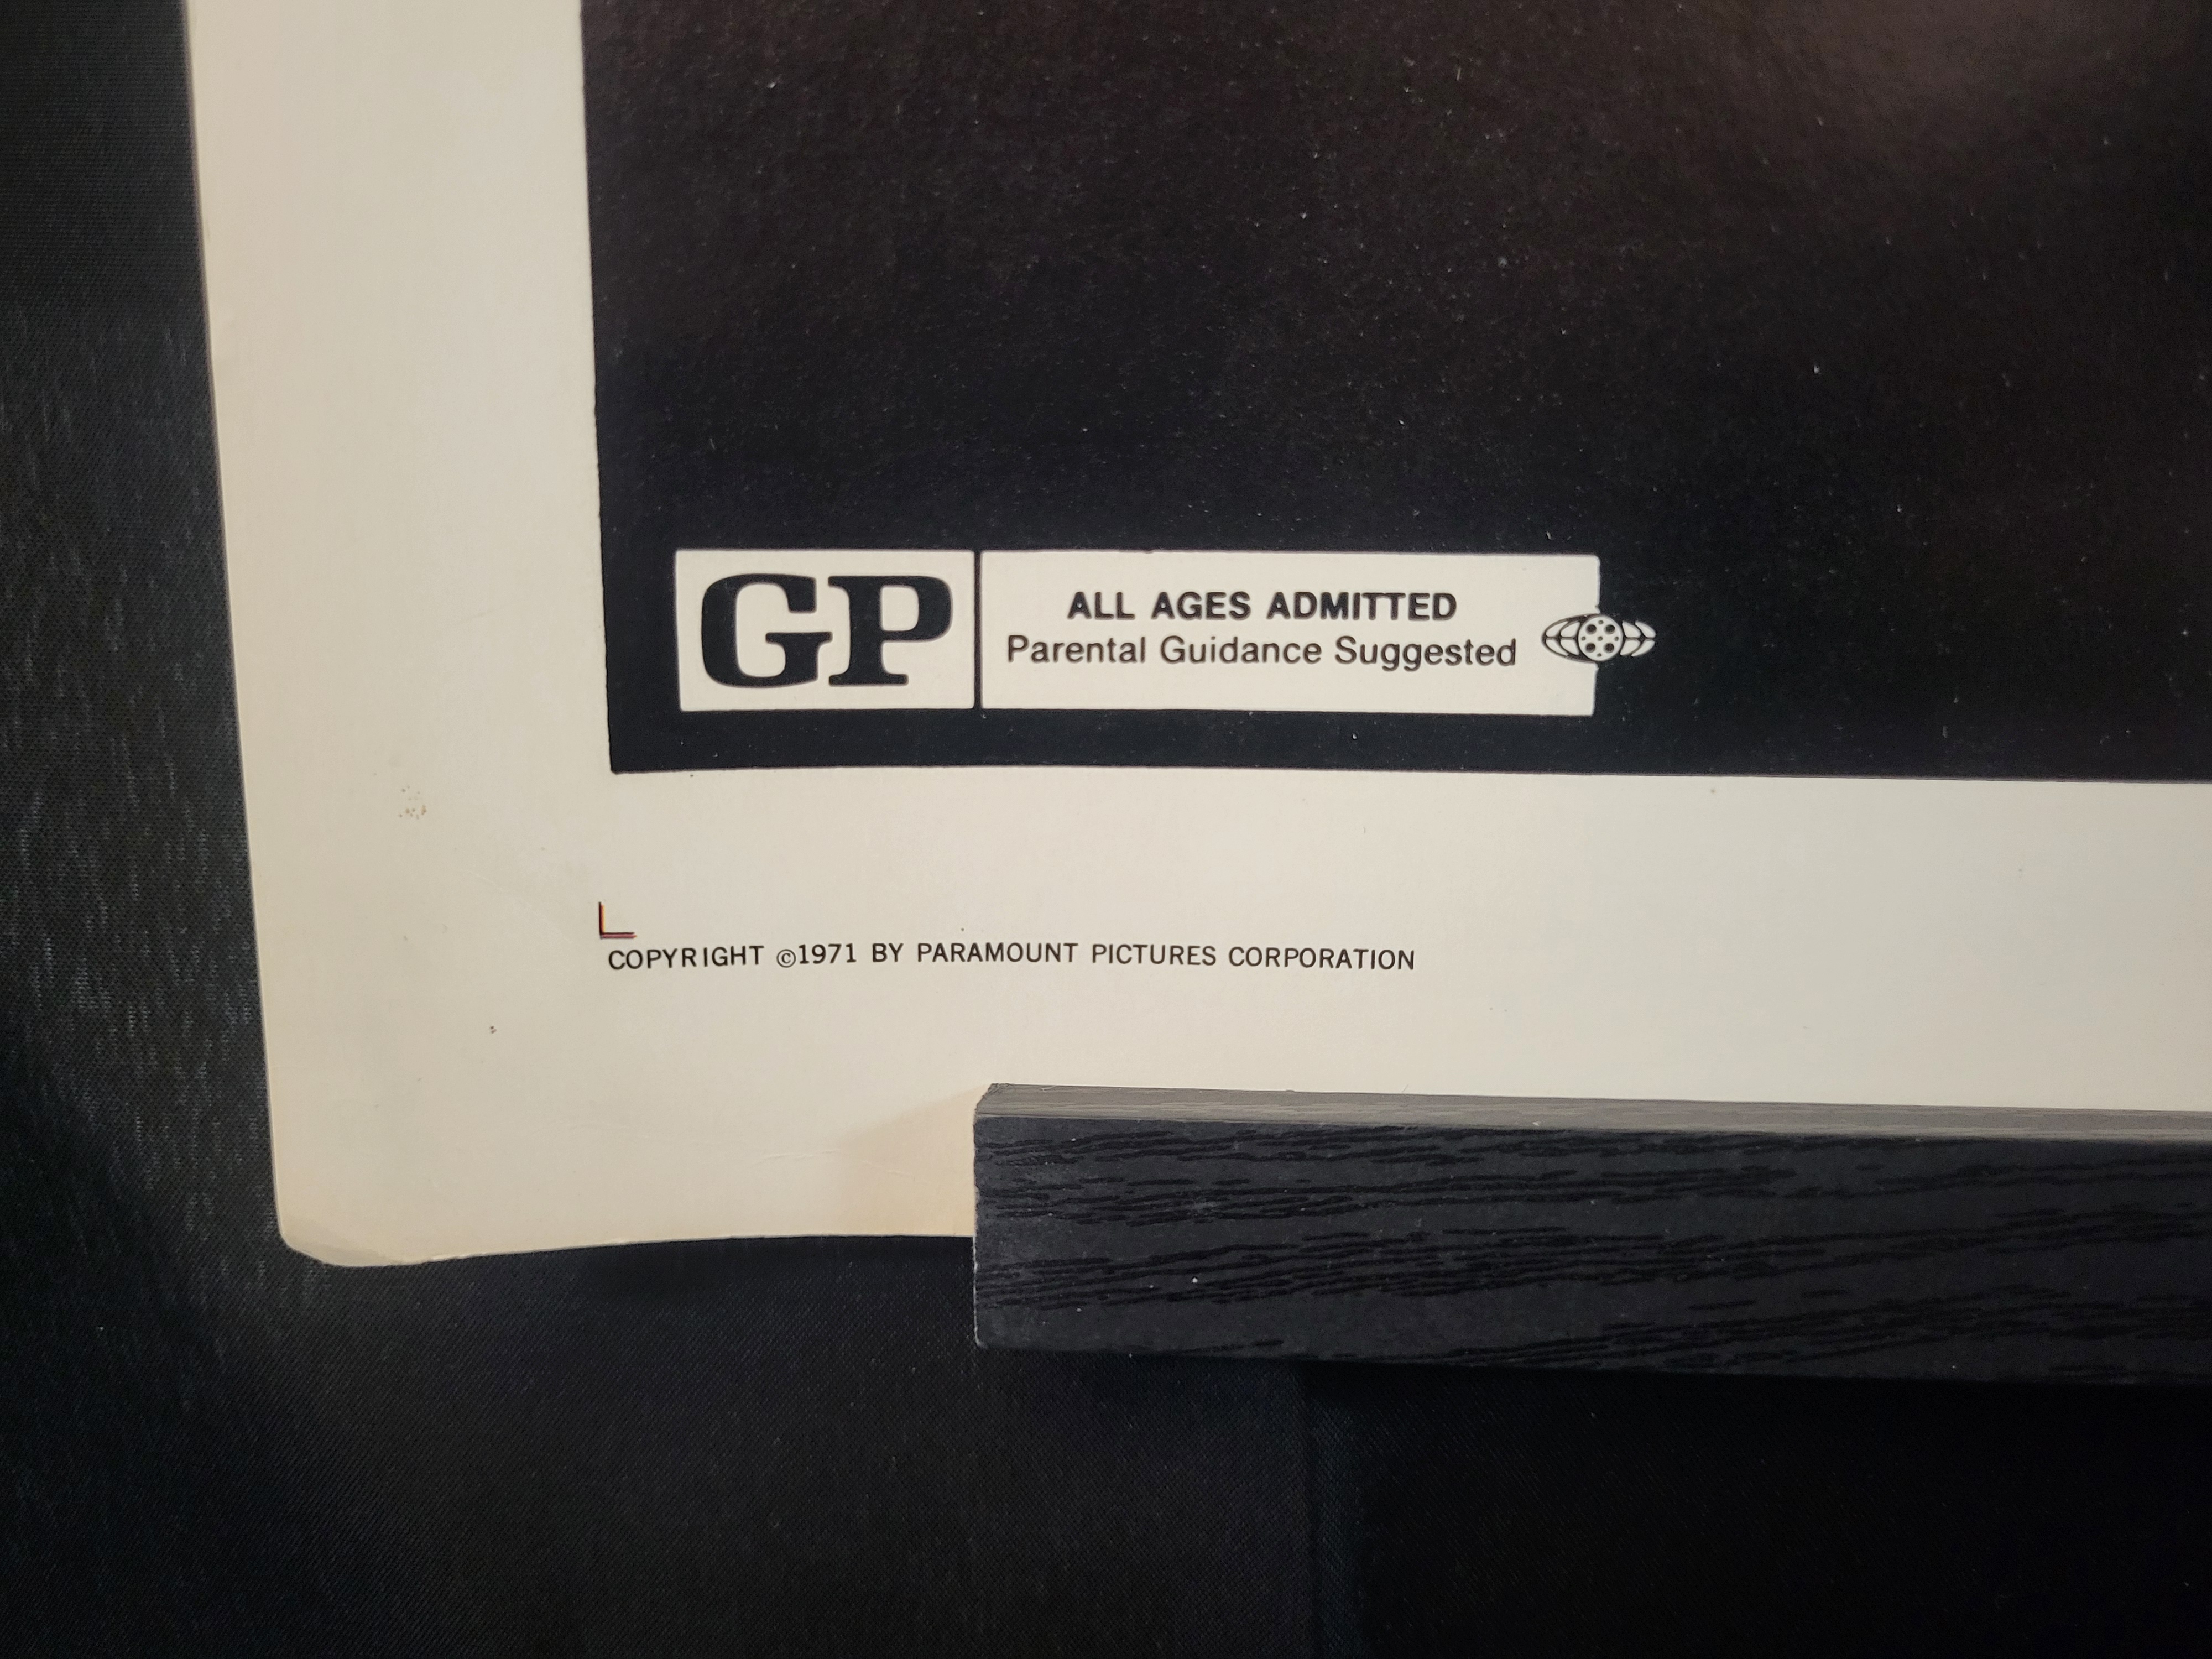 GP
ALL AGES ADMITTED
Parental Guidance Suggested
COPYRIGHT ©1971 BY PARAMOUNT PICTURES CORPORATION